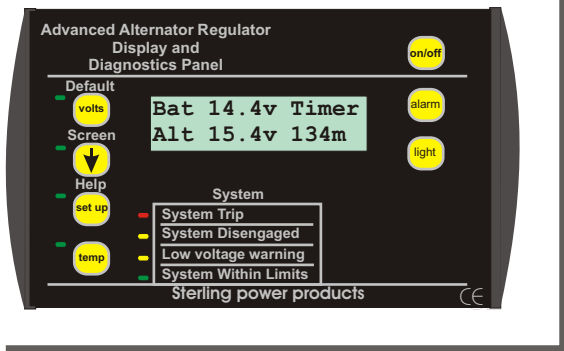 Advanced Alternator Regulator
Display and
Diagnostics Panel
on/off
Default
volts
Bat 14.4v Timer
Alt 15.4v 134m
alarm
Screen
light
Help
set up
System
System Trip
System Disengaged
temp
Low voltage warning
System Within Limits
Sterling power products
CE